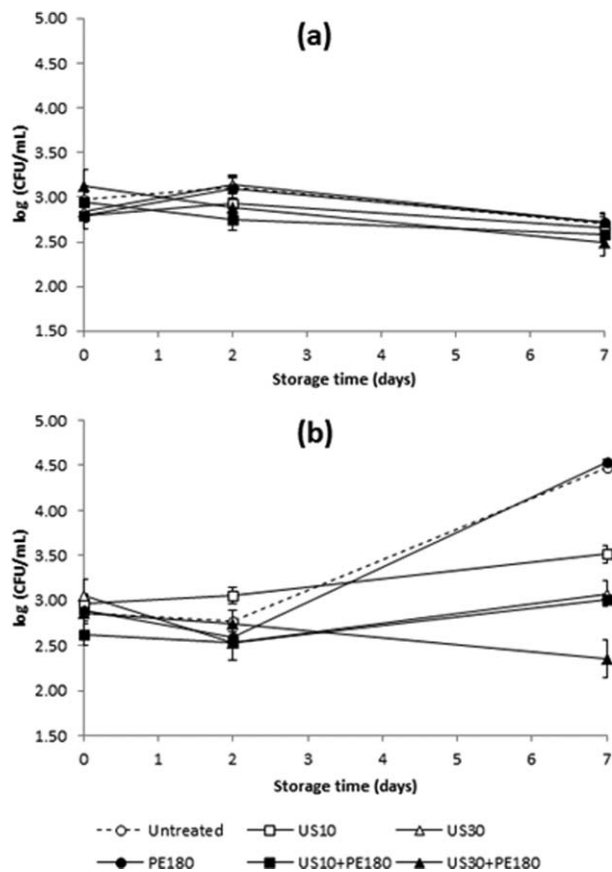 (a)
5.00
4.50
4.00
3.50
3.00
2.50
2.00
1.50
log (CFU/mL)
0 1 2 3 4 5 6 7
Storage time (days)
(b)
5.00
4.50
4.00
3.50
3.00
2.50
2.00
1.50
log (CFU/mL)
0 1 2 3 4 5 6 7
Storage time (days)
Untreated US10 US30
PE180 US10+PE180 US30+PE180